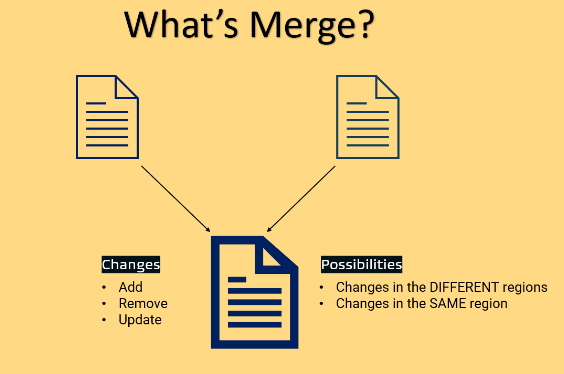 What's Merge?
Changes
• Add
• Remove
• Update
Possibilities
• Changes in the DIFFERENT regions
• Changes in the SAME region